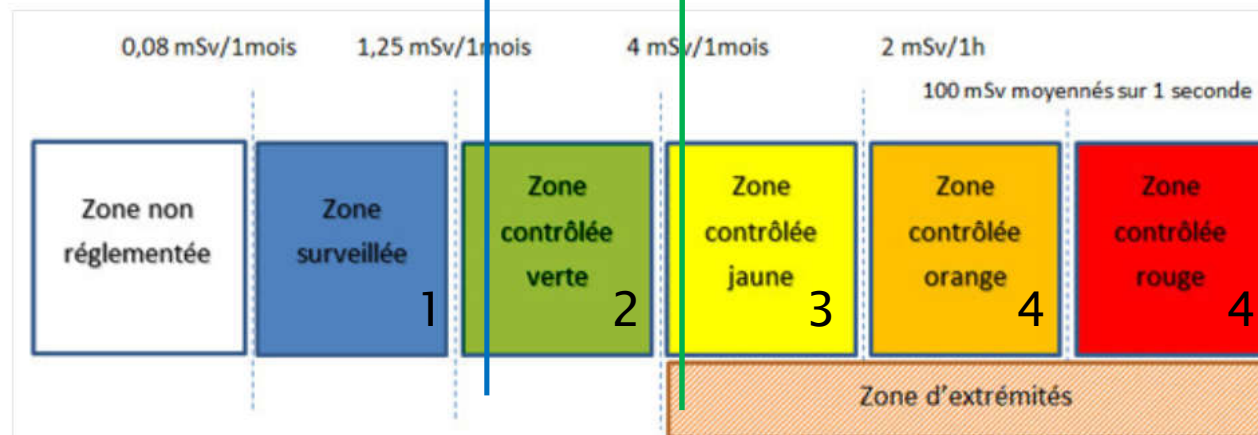 0,08 mSv/1mois
1,25 mSv/1mois
4 mSv/1mois
2 mSv/1h
100 mSv moyennés sur 1 seconde
Zone non
réglementée
Zone
surveillée
1
Zone
contrôlée
verte
2
Zone
contrôlée
jaune
3
Zone
contrôlée
orange
4
Zone
contrôlée
rouge
4
Zone d'extrémités